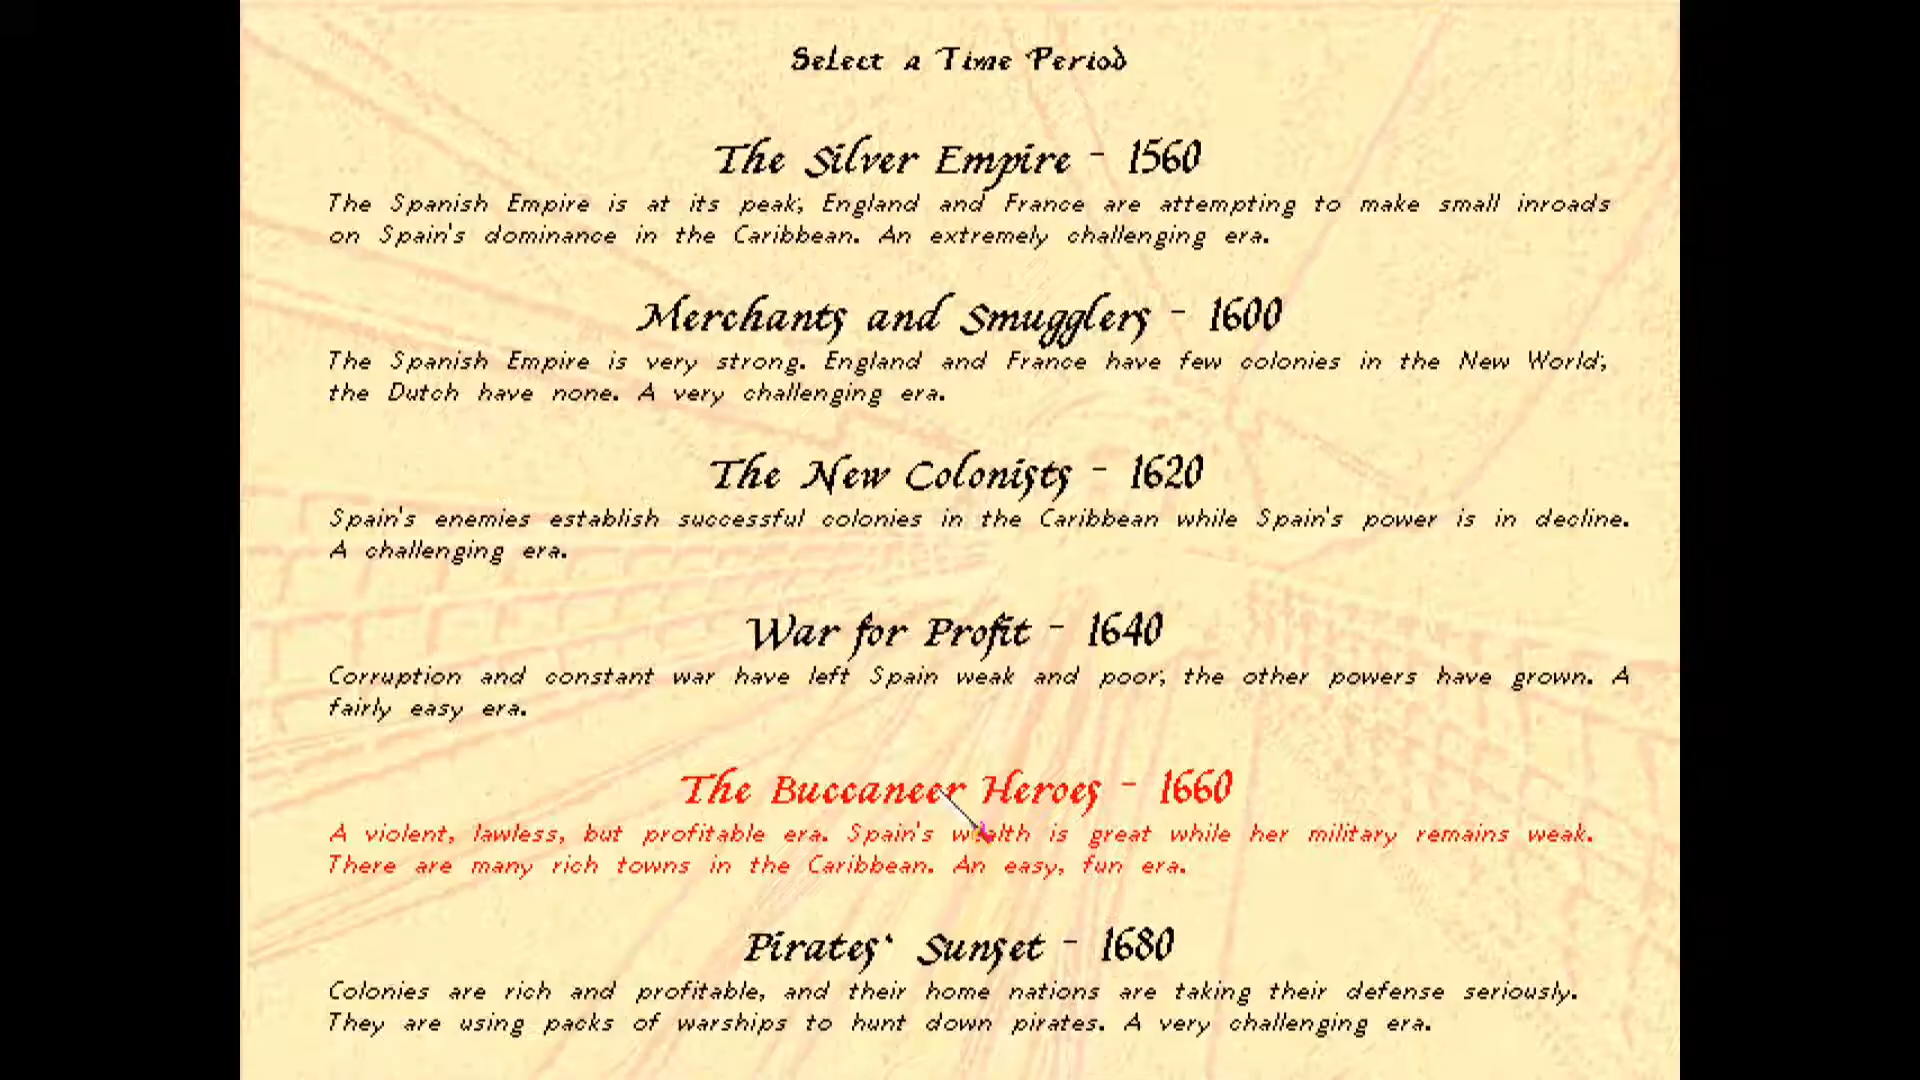 Select a Time Period
The Silver Empire - 1560
The Spanish Empire is at its peak; England and France are attempting to make small inroads
on Spain's dominance in the Caribbean. An extremely challenging era.
Merchants and Smugglers - 1600
The Spanish Empire is very strong. England and France have few colonies in the New World;
the Dutch have none. A very challenging era.
The New Colonists - 1620
Spain's enemies establish successful colonies in the Caribbean while Spain's power is in decline.
A challenging era.
War for Profit - 1640
Corruption and constant war have left Spain weak and poor; the other powers have grown. A
fairly easy era.
The Buccaneer Heroes - 1660
A violent, lawless, but profitable era. Spain's wealth is great while her military remains weak.
There are many rich towns in the Caribbean. An easy, fun era.
Pirates' Sunset - 1680
Colonies are rich and profitable, and their home nations are taking their defense seriously.
They are using packs of warships to hunt down pirates. A very challenging era.